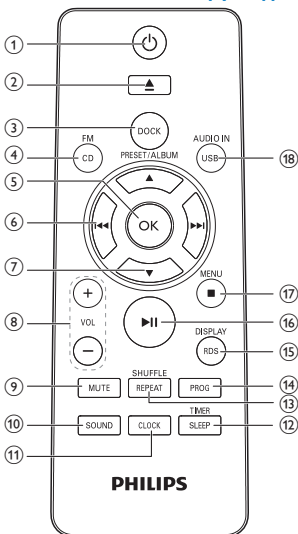 ①
②
③ DOCK
FM PRESET/ALBUM AUDIO IN
④ CD USB ⑱
⑤
⑥ OK
⑦
MENU
⑰
⑧ + VOL −
⑯
DISPLAY
RDS ⑮
SHUFFLE
⑨ MUTE REPEAT PROG ⑭
⑬
TIMER
⑩ SOUND CLOCK SLEEP ⑫
⑪
PHILIPS